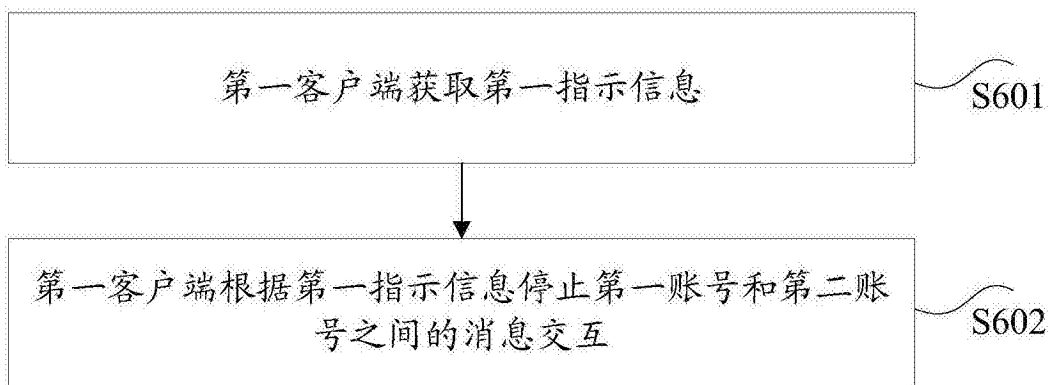 第一客户端获取第一指示信息
S601
第一客户端根据第一指示信息停止第一账号和第二账
号之间的消息交互
S602